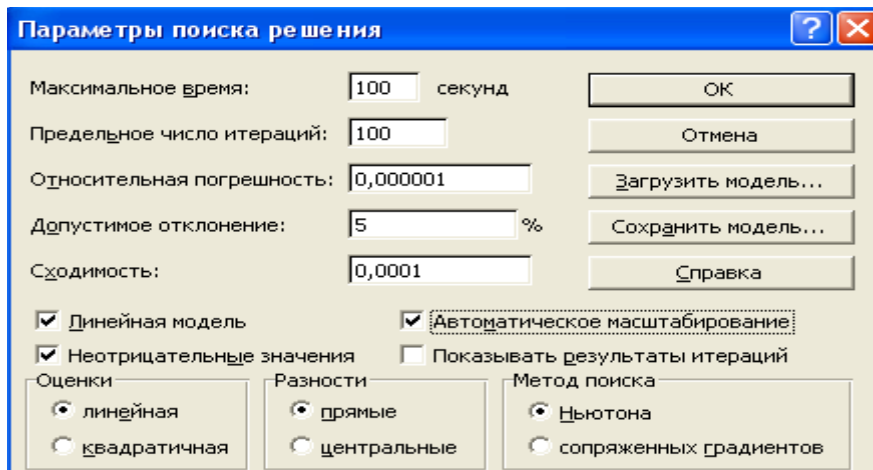 Параметры поиска решения
Максимальное время: 100 секунд
ОК
Предельное число итераций: 100
Отмена
Относительная погрешность: 0,000001
Загрузить модель...
Допустимое отклонение: 5 %
Сохранить модель...
Сходимость: 0,0001
Справка
Линейная модель
Автоматическое масштабирование
Неотрицательные значения
Показывать результаты итераций
Оценки
Разности
Метод поиска
линейная
прямые
Ньютона
квадратичная
центральные
сопряженных градиентов